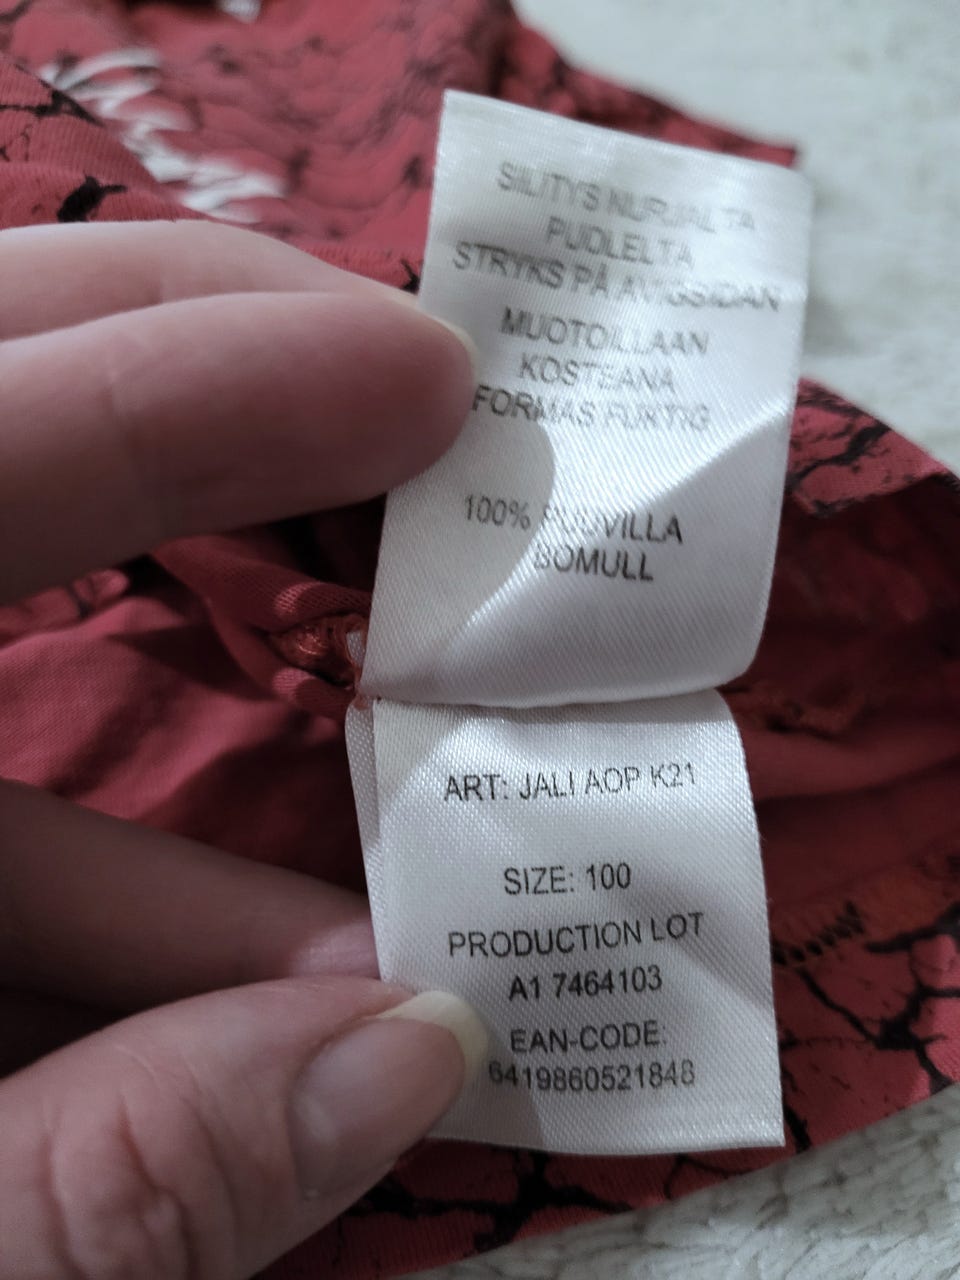 SILITYS NURJALTA
PUOLELTA
STRYKS PÅ AVIGSIDAN
MUOTOILLAAN
KOSTEANA
FORMAS FUKTIG
100% PUUVILLA
BOMULL
ART: JALI AOP K21
SIZE: 100
PRODUCTION LOT
A1 7464103
EAN-CODE:
6419860521848